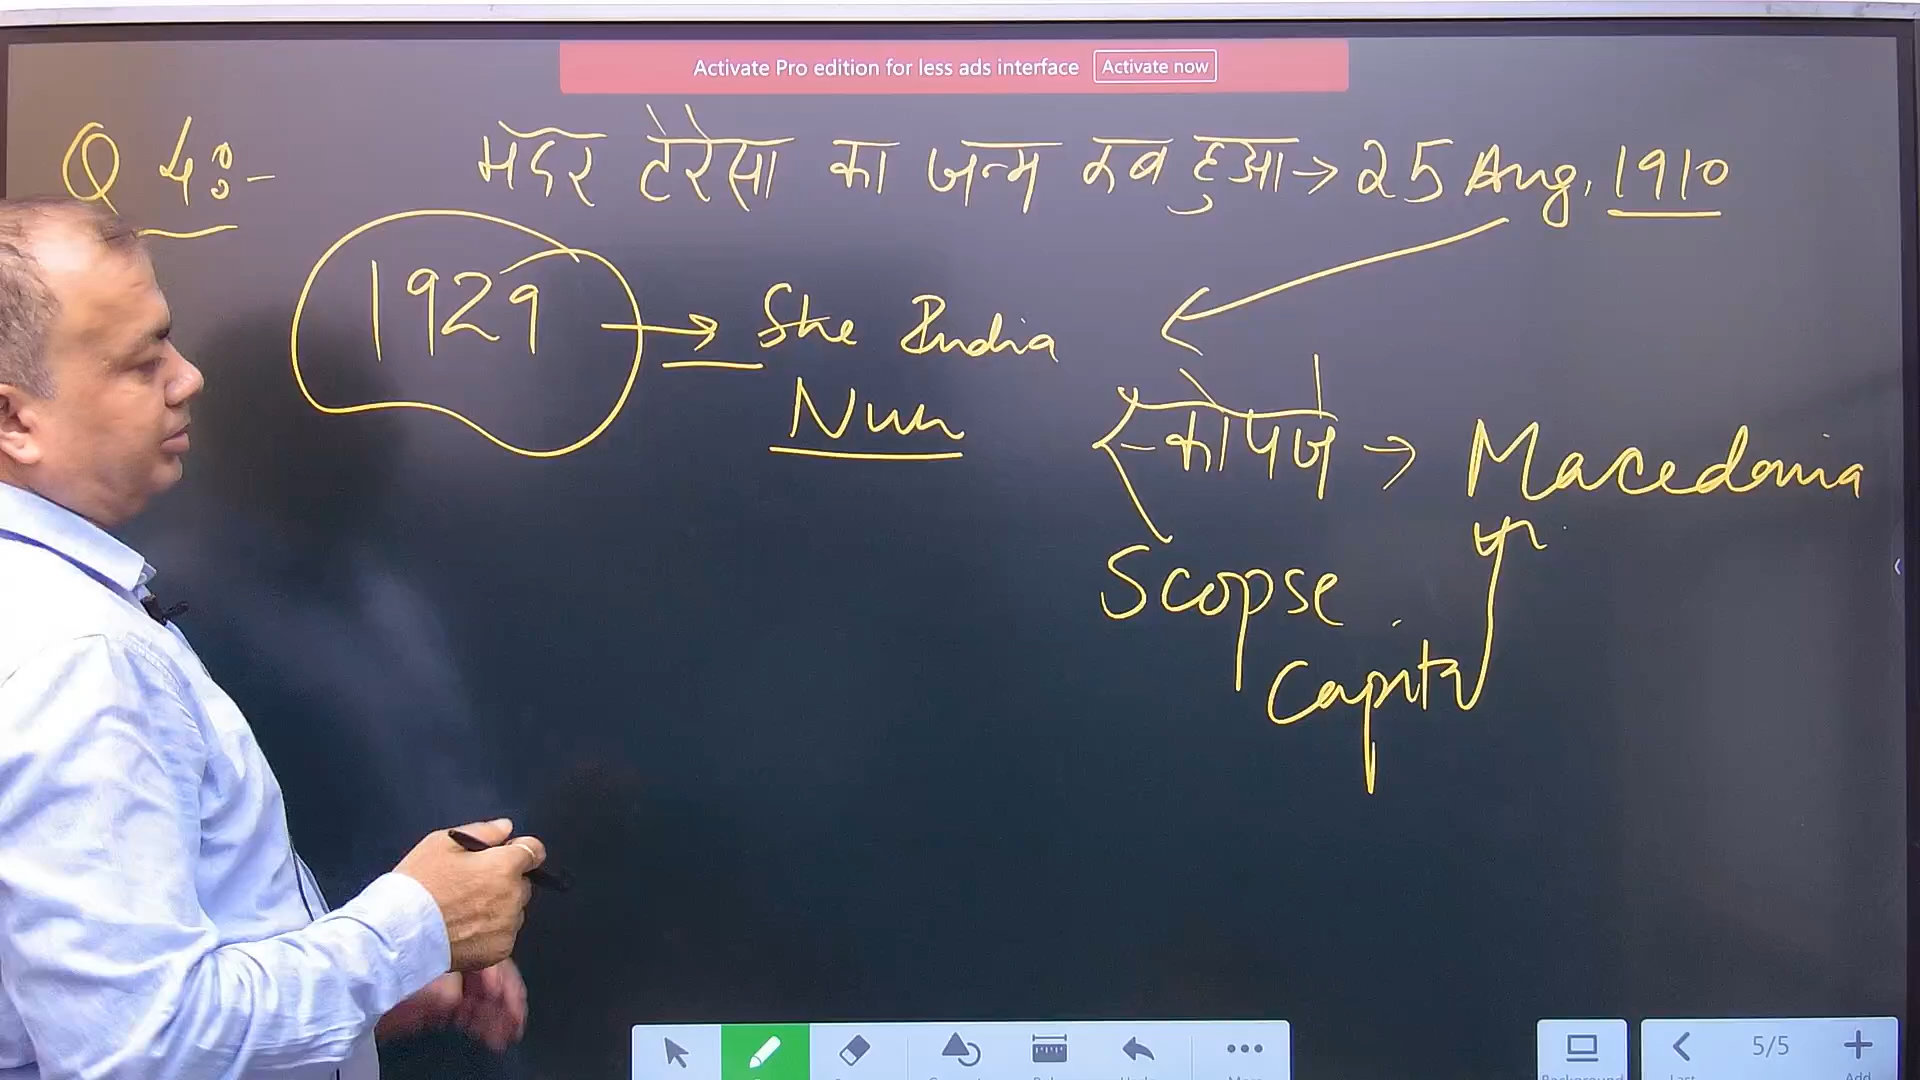 Activate Pro edition for less ads interface Activate now
Q 4:- मदर टेरेसा का जन्म कब हुआ → 25 Aug, 1910
1929 → She India
Nun
स्कोपजे → Macedonia
Scopse
Capital
5/5